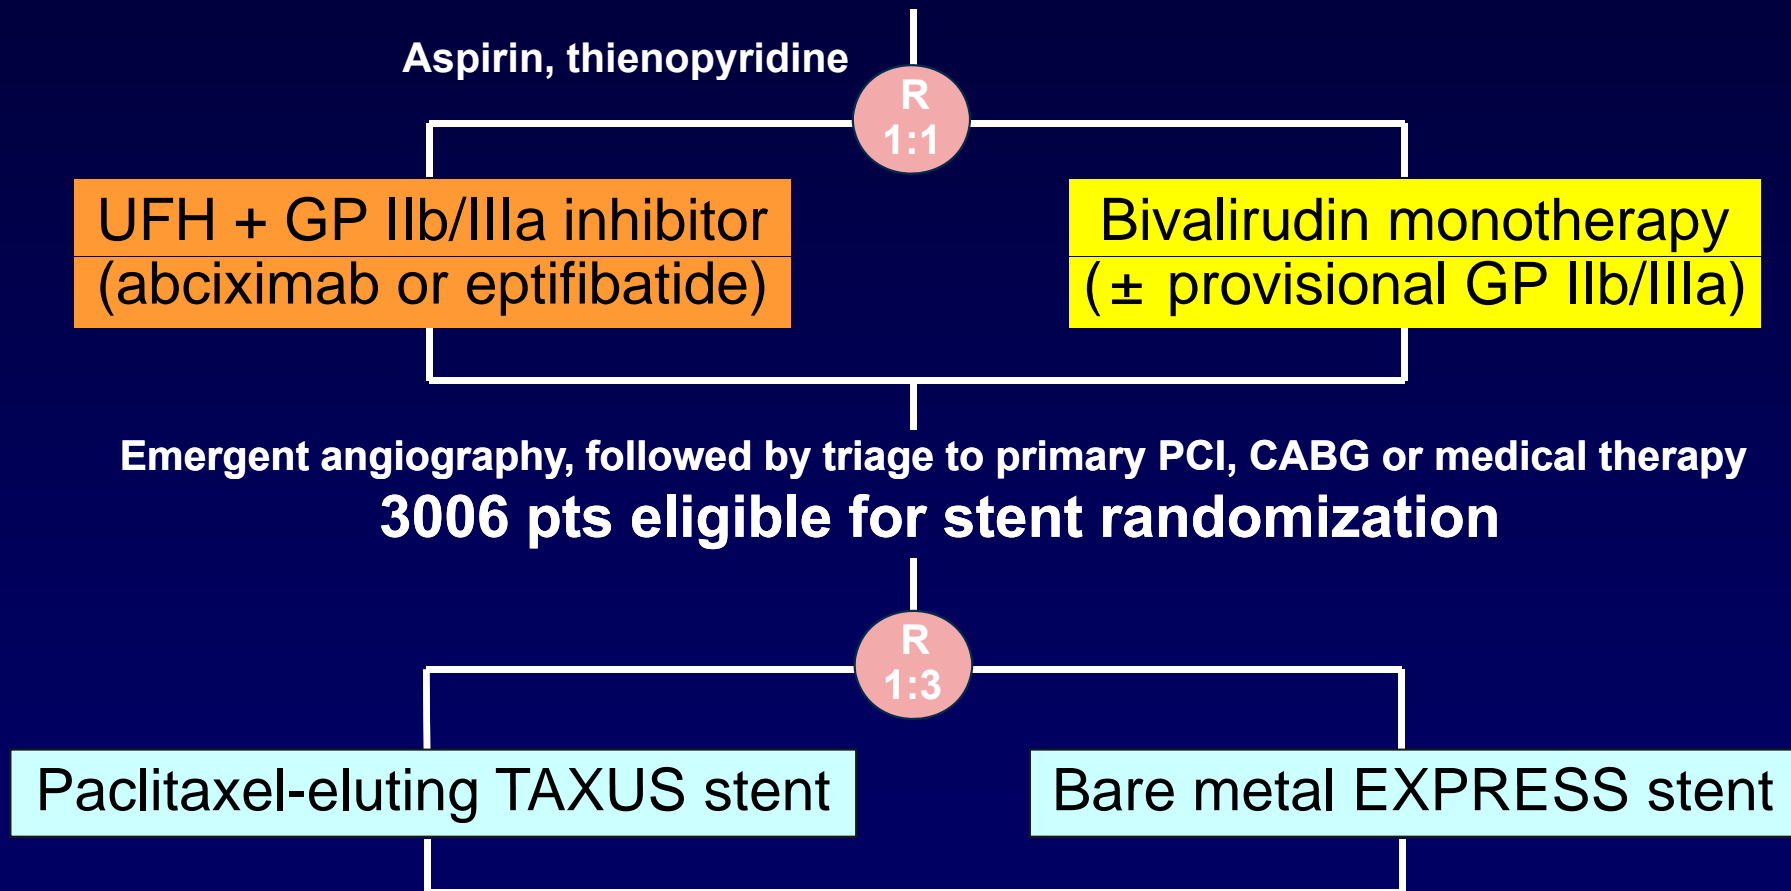 Aspirin, thienopyridine
R
1:1
UFH + GP IIb/IIIa inhibitor
(abciximab or eptifibatide)
Bivalirudin monotherapy
(± provisional GP IIb/IIIa)
Emergent angiography, followed by triage to primary PCI, CABG or medical therapy
3006 pts eligible for stent randomization
R
1:3
Paclitaxel-eluting TAXUS stent
Bare metal EXPRESS stent